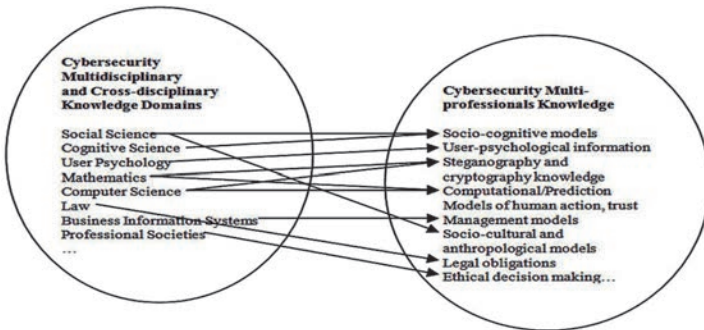 Cybersecurity
Multidisciplinary
and Cross-disciplinary
Knowledge Domains
Social Science
Cognitive Science
User Psychology
Mathematics
Computer Science
Law
Business Information Systems
Professional Societies
...
Cybersecurity Multi-
professionals Knowledge
Socio-cognitive models
User-psychological information
Steganography and
cryptography knowledge
Computational/Prediction
Models of human action, trust
Management models
Socio-cultural and
anthropological models
Legal obligations
Ethical decision making...